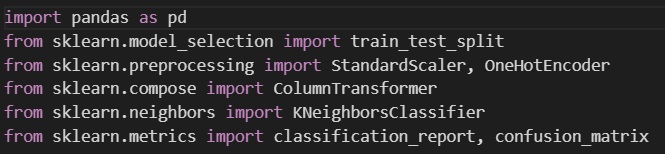 import pandas as pd
from sklearn.model_selection import train_test_split
from sklearn.preprocessing import StandardScaler, OneHotEncoder
from sklearn.compose import ColumnTransformer
from sklearn.neighbors import KNeighborsClassifier
from sklearn.metrics import classification_report, confusion_matrix